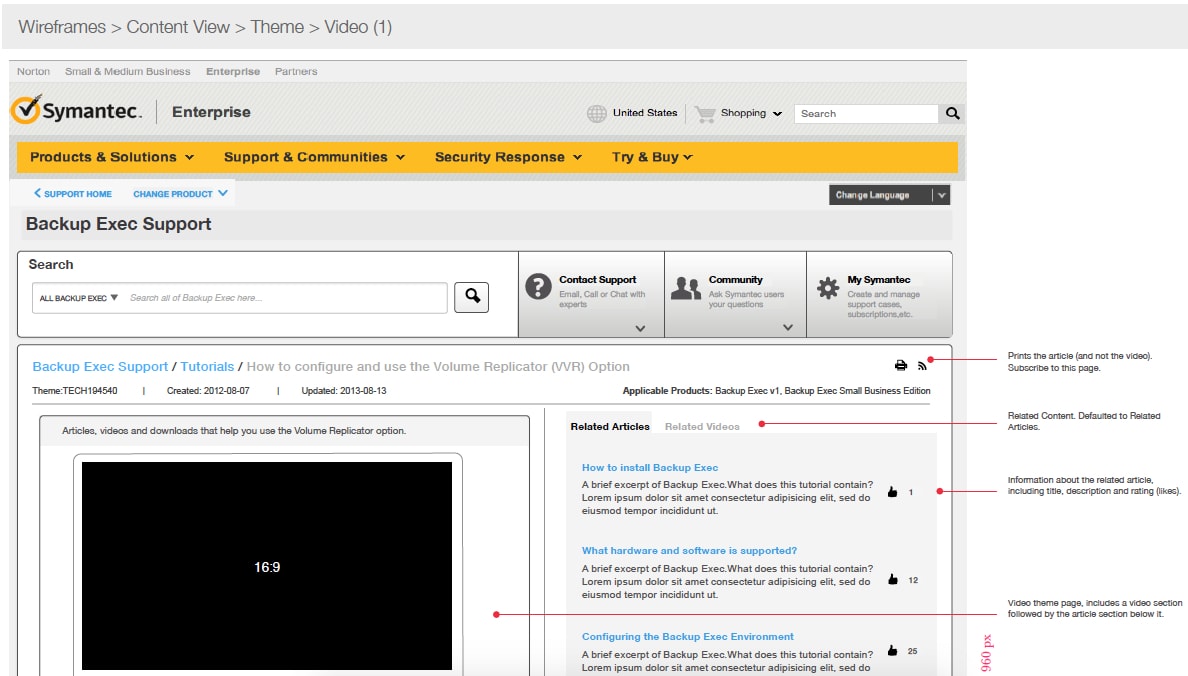 Wireframes > Content View > Theme > Video (1)
Norton Small & Medium Business Enterprise Partners
Symantec. Enterprise
United States Shopping Search
Products & Solutions Support & Communities Security Response Try & Buy
SUPPORT HOME CHANGE PRODUCT
Change Language
Backup Exec Support
Search
ALL BACKUP EXEC Search all of Backup Exec here...
Contact Support
Email, Call or Chat with
experts
Community
Ask Symantec users
your questions
My Symantec
Create and manage
support cases,
subscriptions,etc.
Backup Exec Support / Tutorials / How to configure and use the Volume Replicator (VVR) Option
Theme:TECH194540 | Created: 2012-08-07 | Updated: 2013-08-13
Applicable Products: Backup Exec v1, Backup Exec Small Business Edition
Articles, videos and downloads that help you use the Volume Replicator option.
16:9
Related Articles Related Videos
How to install Backup Exec
A brief excerpt of Backup Exec.What does this tutorial contain?
Lorem ipsum dolor sit amet consectetur adipisicing elit, sed do
eiusmod tempor incididunt ut.
1
What hardware and software is supported?
A brief excerpt of Backup Exec.What does this tutorial contain?
Lorem ipsum dolor sit amet consectetur adipisicing elit, sed do
eiusmod tempor incididunt ut.
12
Configuring the Backup Exec Environment
A brief excerpt of Backup Exec.What does this tutorial contain?
Lorem ipsum dolor sit amet consectetur adipisicing elit, sed do
25
Prints the article (and not the video).
Subscribe to this page.
Related Content. Defaulted to Related
Articles.
Information about the related article,
including title, description and rating (likes).
Video theme page, includes a video section
followed by the article section below it.
960 px